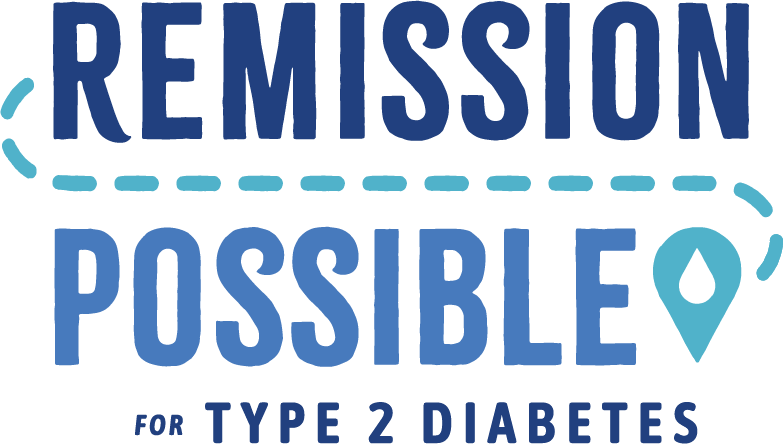 REMISSION
POSSIBLE
FOR TYPE 2 DIABETES